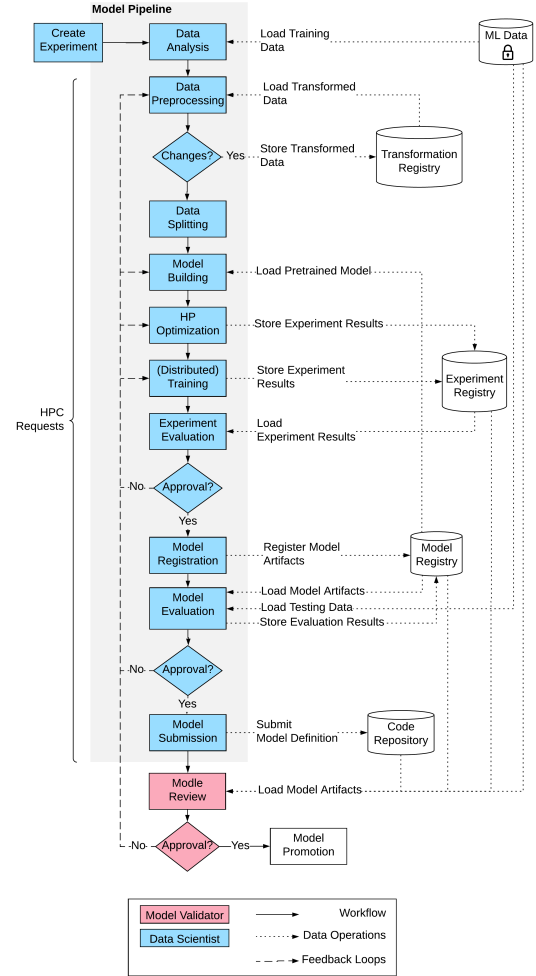 Model Pipeline
Create
Experiment
Data
Analysis
Load Training
Data
ML Data
Data
Preprocessing
Load Transformed
Data
Changes?
Yes
Store Transformed
Data
Transformation
Registry
Data
Splitting
Model
Building
Load Pretrained Model
HP
Optimization
Store Experiment Results
(Distributed)
Training
Store Experiment
Results
Experiment
Registry
HPC
Requests
Experiment
Evaluation
Load
Experiment Results
No
Approval?
Yes
Model
Registration
Register Model
Artifacts
Model
Registry
Model
Evaluation
Load Model Artifacts
Load Testing Data
Store Evaluation Results
No
Approval?
Yes
Model
Submission
Submit
Model Definition
Code
Repository
Modle
Review
Load Model Artifacts
No
Approval?
Yes
Model
Promotion
Model Validator
Workflow
Data Scientist
Data Operations
Feedback Loops